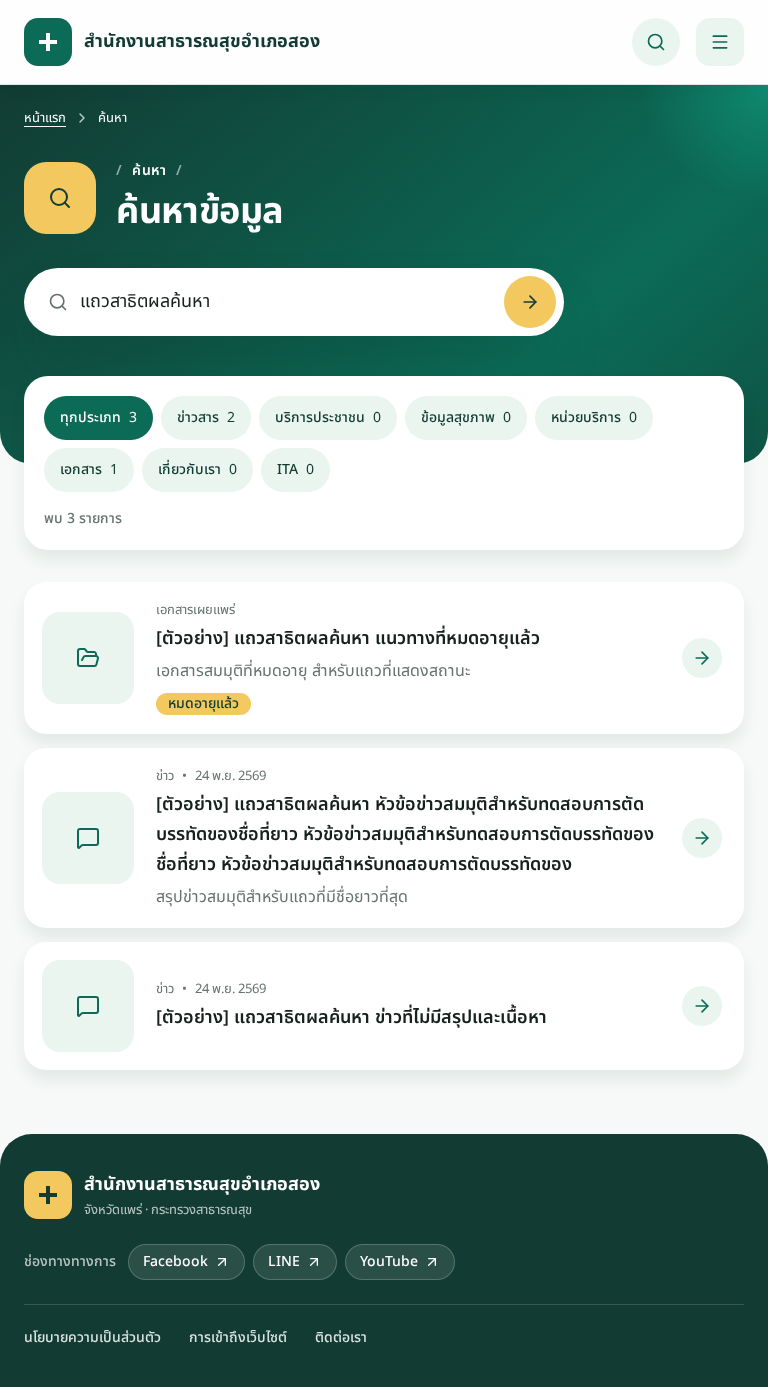 สำนักงานสาธารณสุขอำเภอสอง
หน้าแรก > ค้นหา
/ ค้นหา /
ค้นหาข้อมูล
แถวสาธิตผลค้นหา
ทุกประเภท 3 ข่าวสาร 2 บริการประชาชน 0 ข้อมูลสุขภาพ 0 หน่วยบริการ 0
เอกสาร 1 เกี่ยวกับเรา 0 ITA 0
พบ 3 รายการ
เอกสารเผยแพร่
[ตัวอย่าง] แถวสาธิตผลค้นหา แนวทางที่หมดอายุแล้ว
เอกสารสมมุติที่หมดอายุ สำหรับแถวที่แสดงสถานะ
หมดอายุแล้ว
ข่าว • 24 พ.ย. 2569
[ตัวอย่าง] แถวสาธิตผลค้นหา หัวข้อข่าวสมมุติสำหรับทดสอบการตัด
บรรทัดของชื่อที่ยาว หัวข้อข่าวสมมุติสำหรับทดสอบการตัดบรรทัดของ
ชื่อที่ยาว หัวข้อข่าวสมมุติสำหรับทดสอบการตัดบรรทัดของ
สรุปข่าวสมมุติสำหรับแถวที่มีชื่อยาวที่สุด
ข่าว • 24 พ.ย. 2569
[ตัวอย่าง] แถวสาธิตผลค้นหา ข่าวที่ไม่มีสรุปและเนื้อหา
สำนักงานสาธารณสุขอำเภอสอง
จังหวัดแพร่ · กระทรวงสาธารณสุข
ช่องทางทางการ Facebook LINE YouTube
นโยบายความเป็นส่วนตัว การเข้าถึงเว็บไซต์ ติดต่อเรา